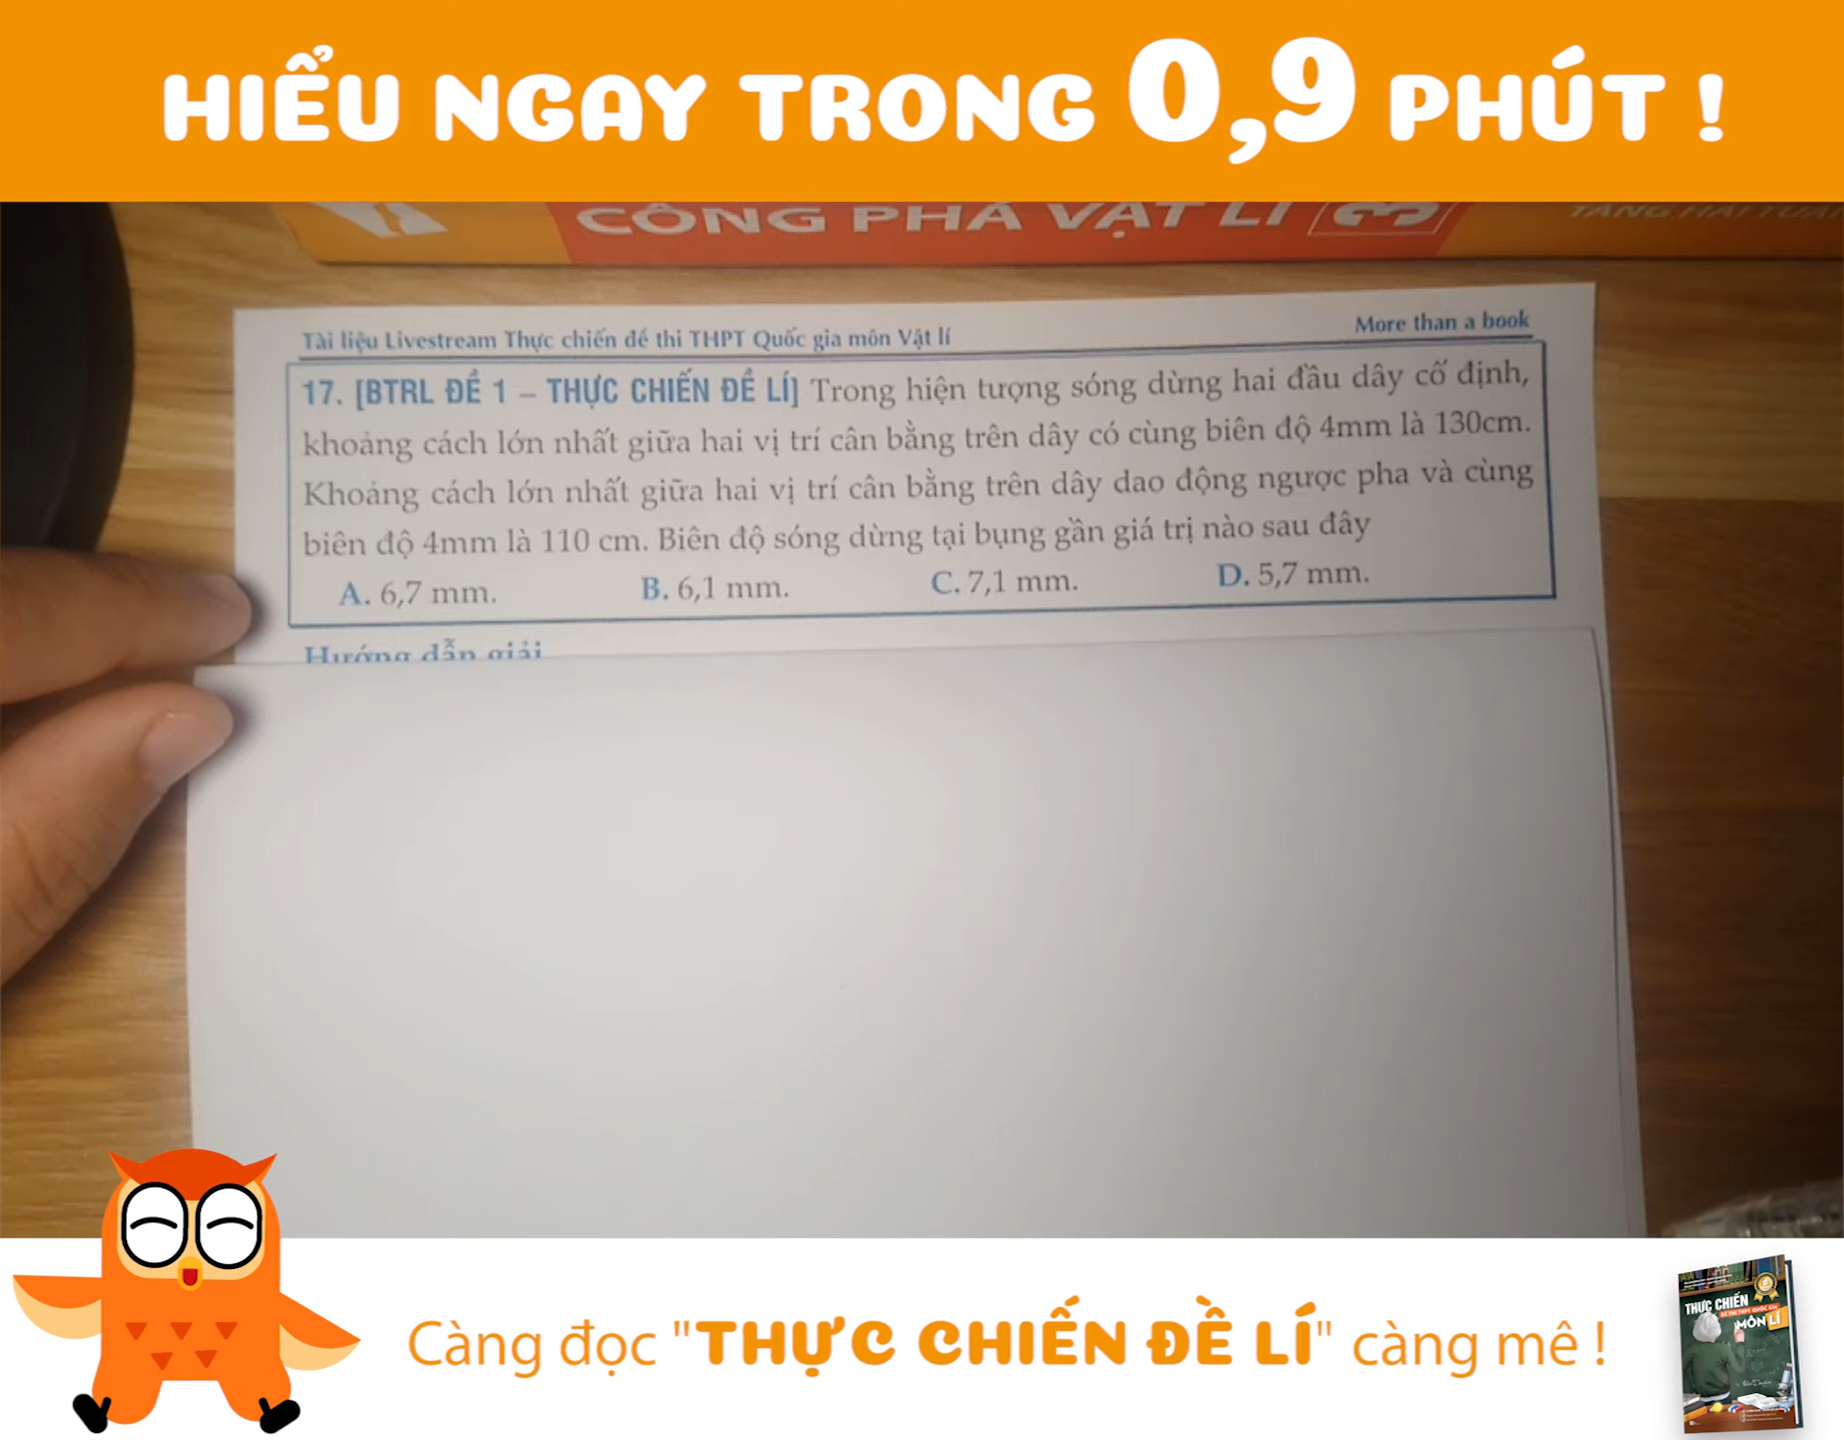 HIỂU NGAY TRONG 0,9 PHÚT !
CÔNG PHÁ VẬT LÍ 3
Tài liệu Livestream Thực chiến đề thi THPT Quốc gia môn Vật lí
More than a book
17. [BTRL ĐỀ 1 – THỰC CHIẾN ĐỀ LÍ] Trong hiện tượng sóng dừng hai đầu dây cố định,
khoảng cách lớn nhất giữa hai vị trí cân bằng trên dây có cùng biên độ 4mm là 130cm.
Khoảng cách lớn nhất giữa hai vị trí cân bằng trên dây dao động ngược pha và cùng
biên độ 4mm là 110 cm. Biên độ sóng dừng tại bụng gần giá trị nào sau đây
A. 6,7 mm. B. 6,1 mm. C. 7,1 mm. D. 5,7 mm.
Hướng dẫn giải
Càng đọc "THỰC CHIẾN ĐỀ LÍ" càng mê !
THỰC CHIẾN
ĐỀ THI THPT QUỐC GIA
MÔN LÍ